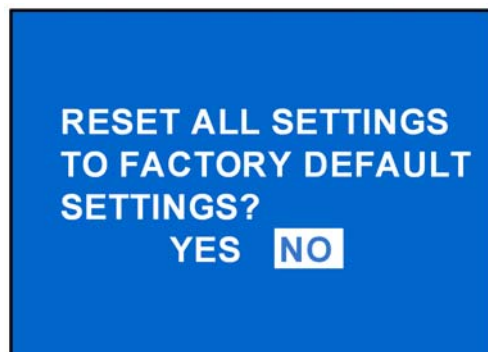 RESET ALL SETTINGS
TO FACTORY DEFAULT
SETTINGS?
YES NO